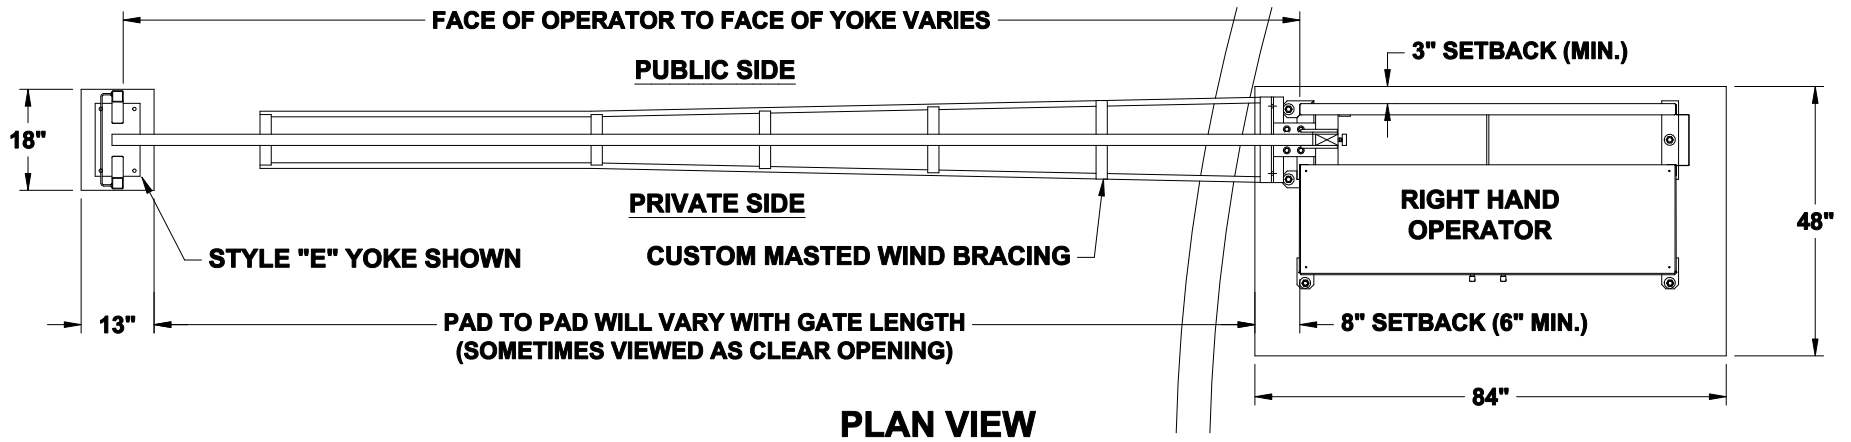 FACE OF OPERATOR TO FACE OF YOKE VARIES
3" SETBACK (MIN.)
PUBLIC SIDE
18"
PRIVATE SIDE
RIGHT HAND
OPERATOR
48"
STYLE "E" YOKE SHOWN
CUSTOM MASTED WIND BRACING
13"
PAD TO PAD WILL VARY WITH GATE LENGTH
(SOMETIMES VIEWED AS CLEAR OPENING)
8" SETBACK (6" MIN.)
84"
PLAN VIEW